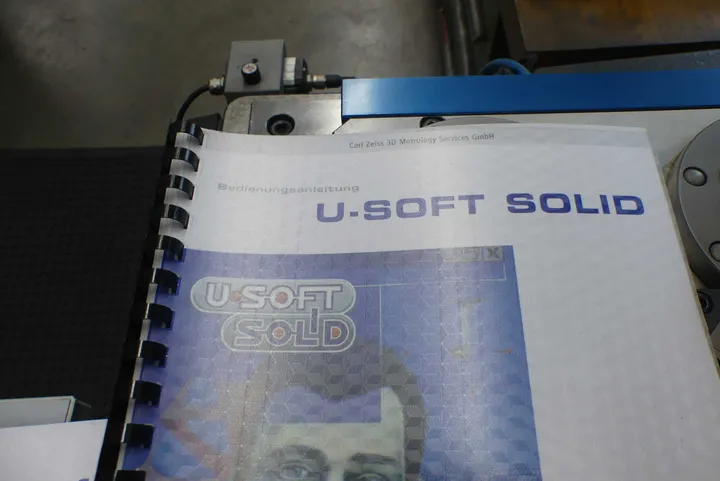 Carl Zeiss 3D Metrology Services GmbH
Bedienungsanleitung
U-SOFT SOLID
U-SOFT
SOLID